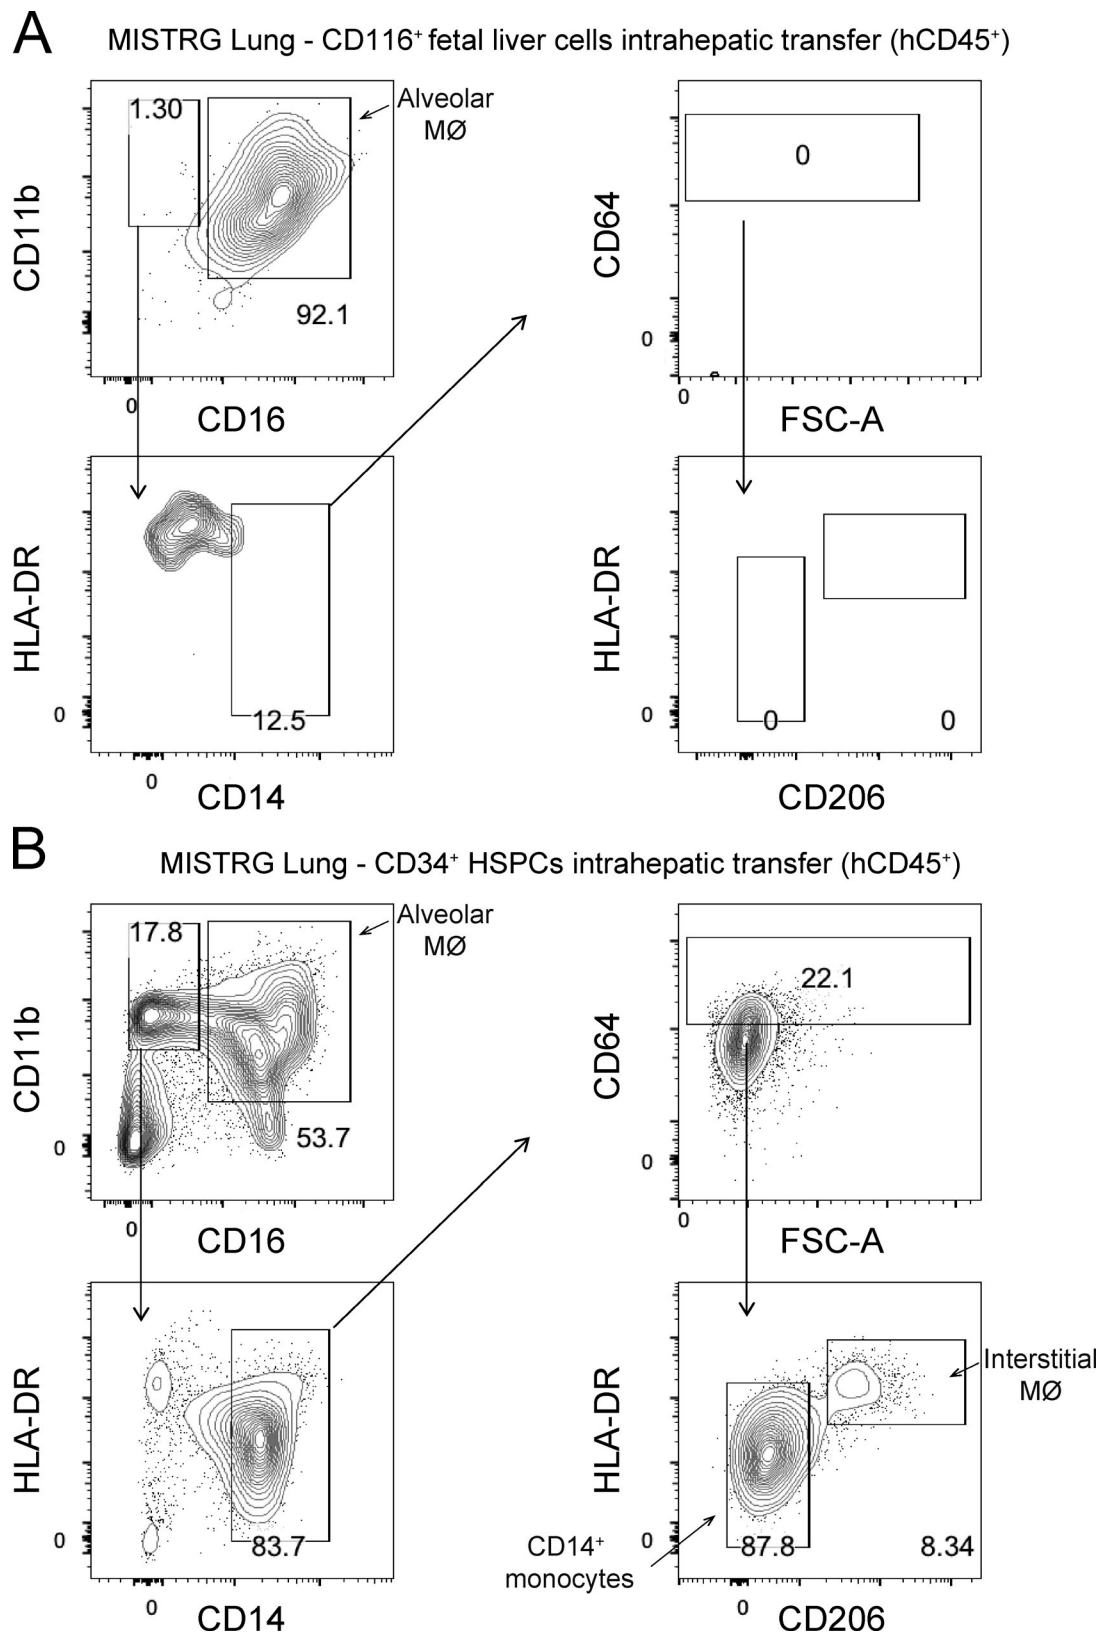 A
MISTRG Lung - CD116⁺ fetal liver cells intrahepatic transfer (hCD45⁺)
1.30
Alveolar
MØ
92.1
CD11b
0
CD16
0
CD64
0
0
FSC-A
HLA-DR
0
12.5
0
CD14
HLA-DR
0
0
0
CD206
B
MISTRG Lung - CD34⁺ HSPCs intrahepatic transfer (hCD45⁺)
17.8
Alveolar
MØ
53.7
CD11b
0
0
CD16
22.1
CD64
0
0
FSC-A
HLA-DR
0
83.7
0
CD14
HLA-DR
Interstitial
MØ
CD14⁺
monocytes
0
87.8
8.34
0
CD206